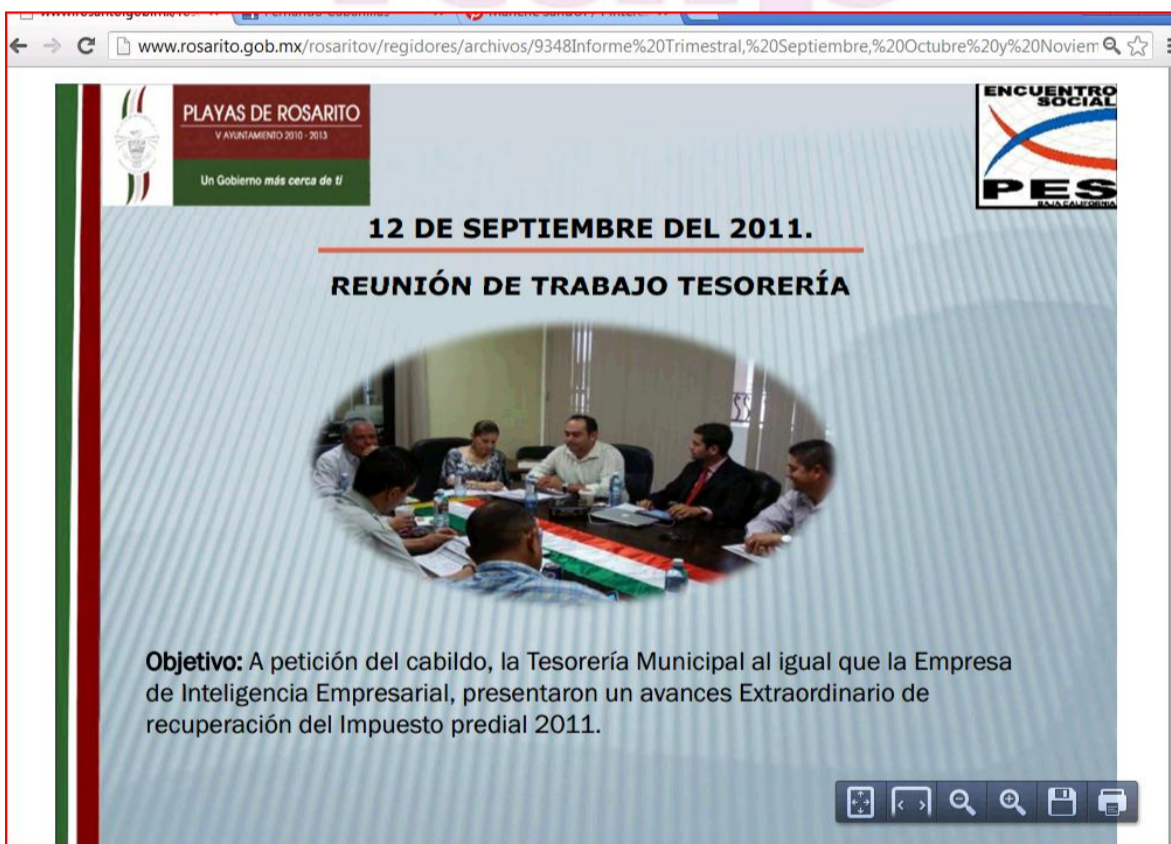 www.rosarito.gob.mx/rosaritov/regidores/archivos/9348Informe%20Trimestral,%20Septiembre,%20Octubre%20y%20Noviem
PLAYAS DE ROSARITO
V AYUNTAMIENTO 2010 - 2013
Un Gobierno más cerca de tí
ENCUENTRO
SOCIAL
PES
BAJA CALIFORNIA
12 DE SEPTIEMBRE DEL 2011.
REUNIÓN DE TRABAJO TESORERÍA
Objetivo: A petición del cabildo, la Tesorería Municipal al igual que la Empresa
de Inteligencia Empresarial, presentaron un avances Extraordinario de
recuperación del Impuesto predial 2011.